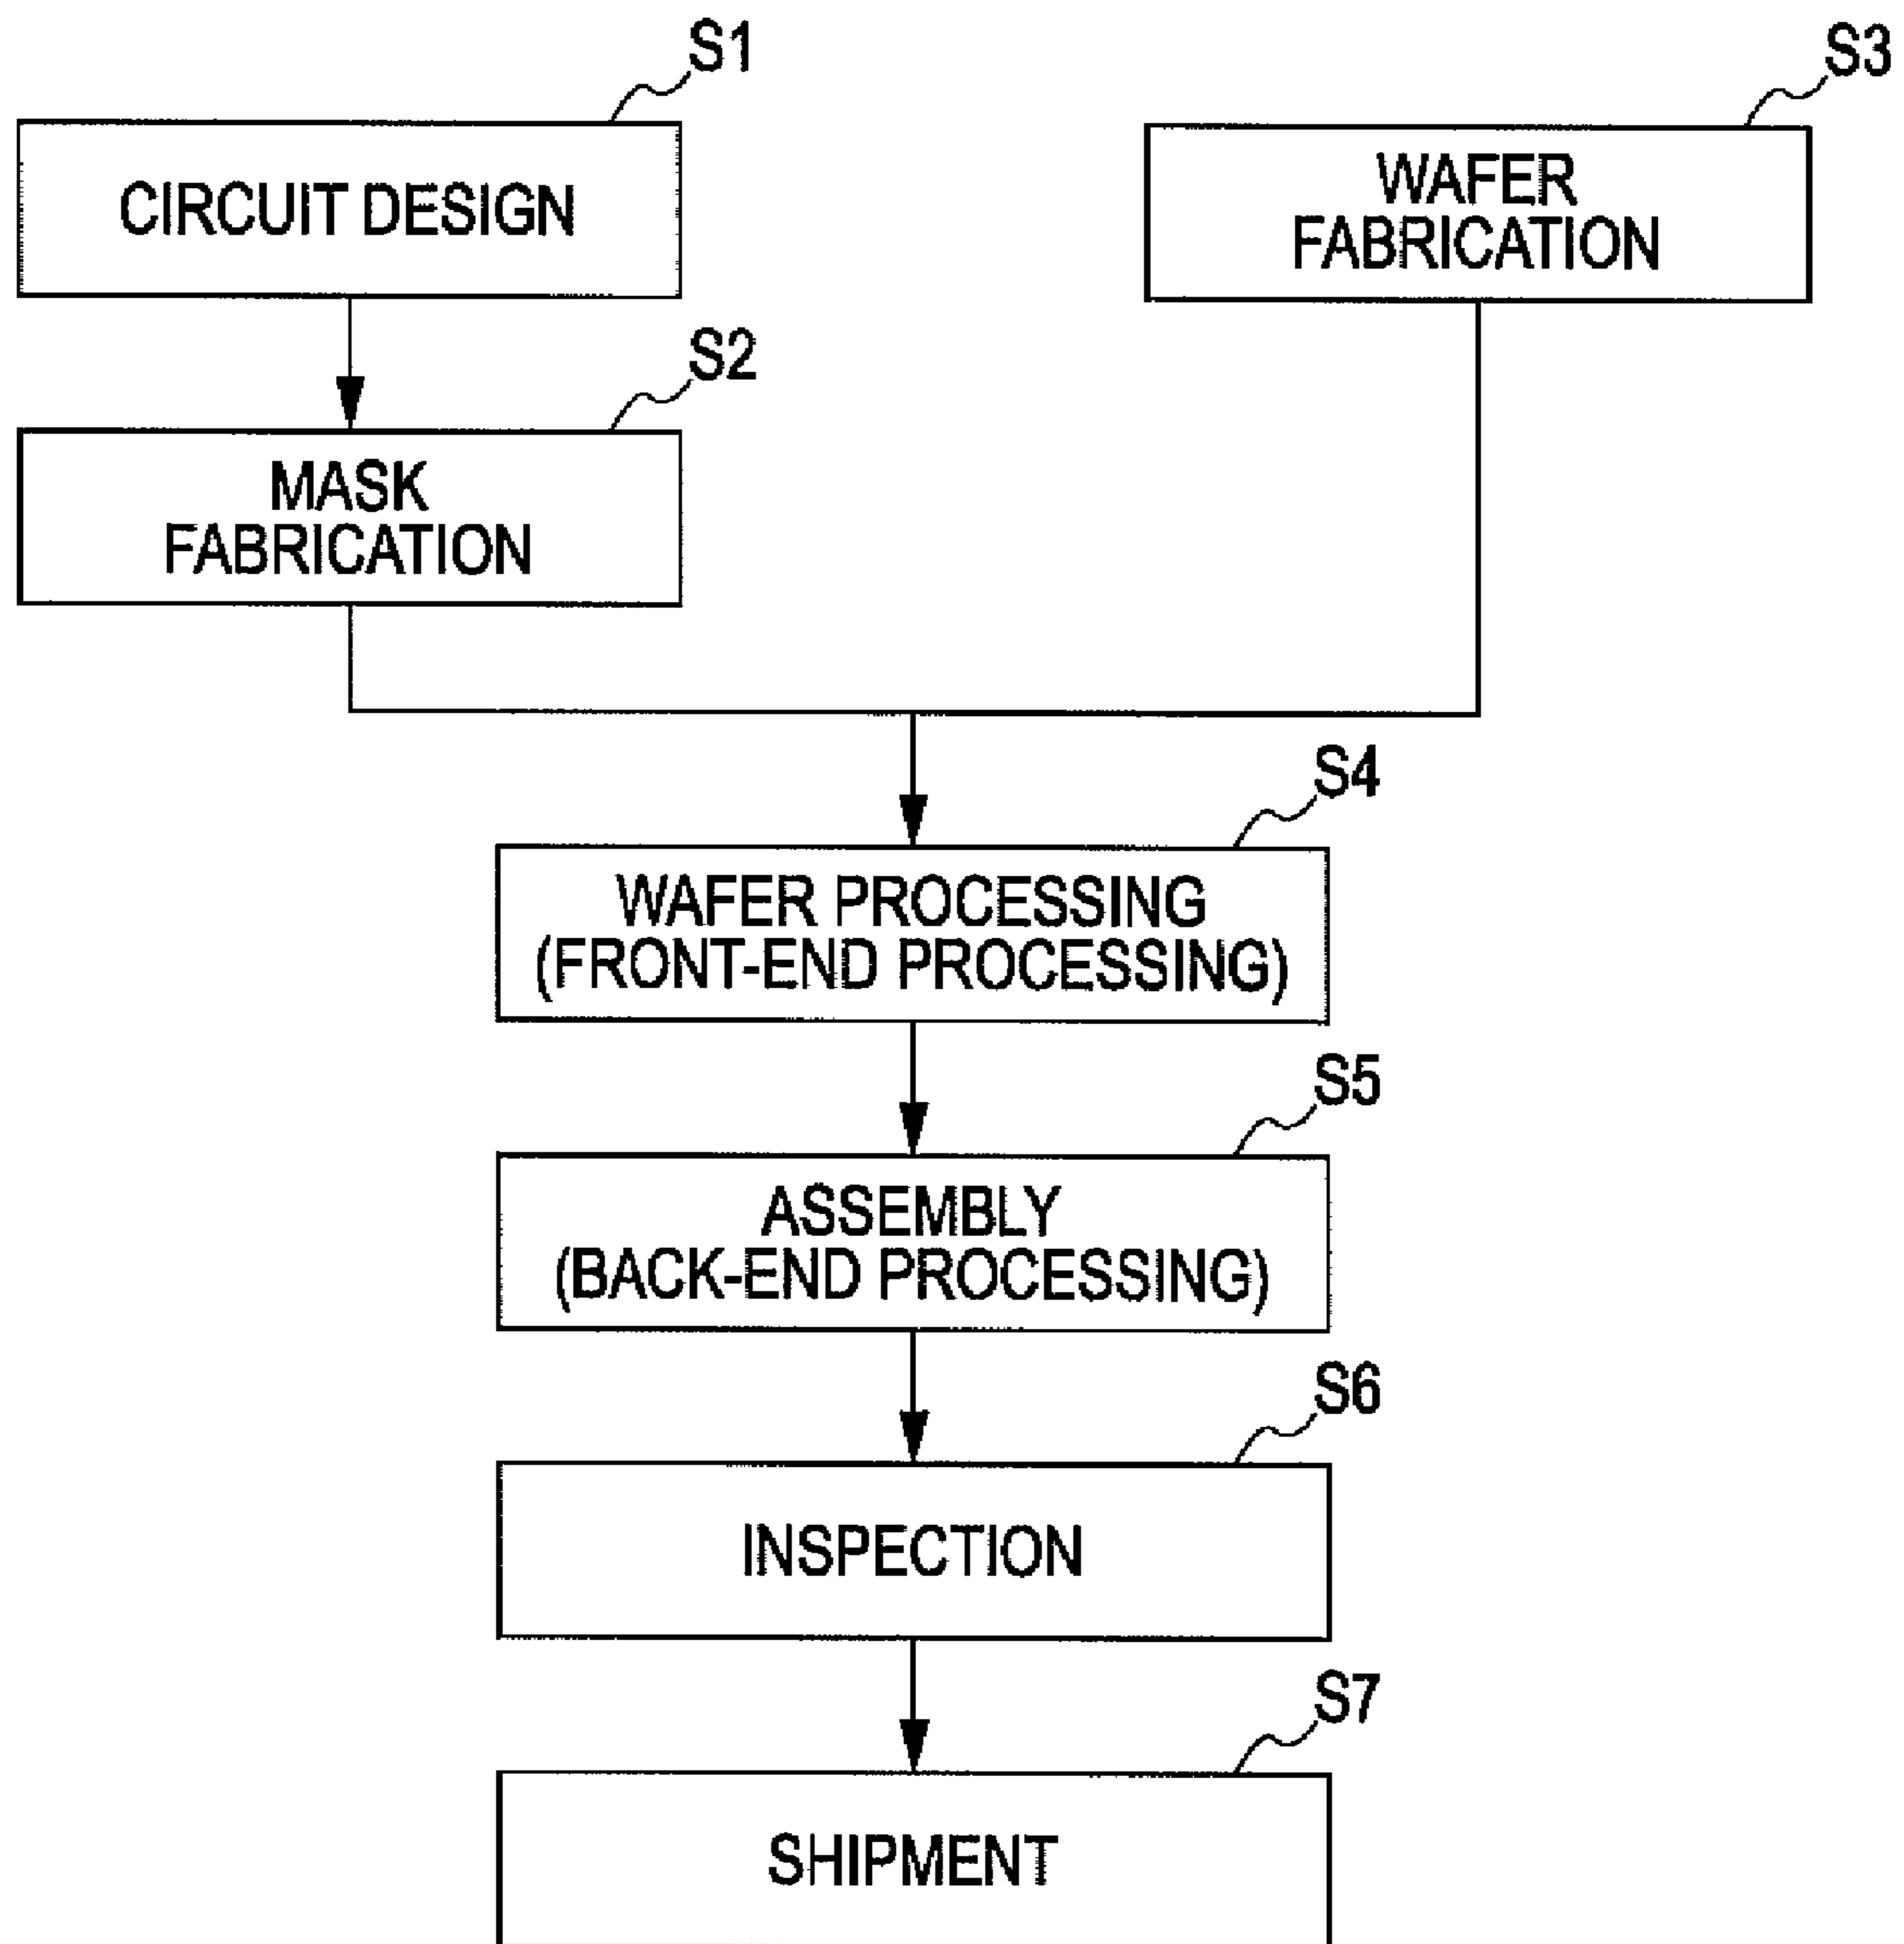 S1
CIRCUIT DESIGN
S2
MASK
FABRICATION
S3
WAFER
FABRICATION
S4
WAFER PROCESSING
(FRONT-END PROCESSING)
S5
ASSEMBLY
(BACK-END PROCESSING)
S6
INSPECTION
S7
SHIPMENT